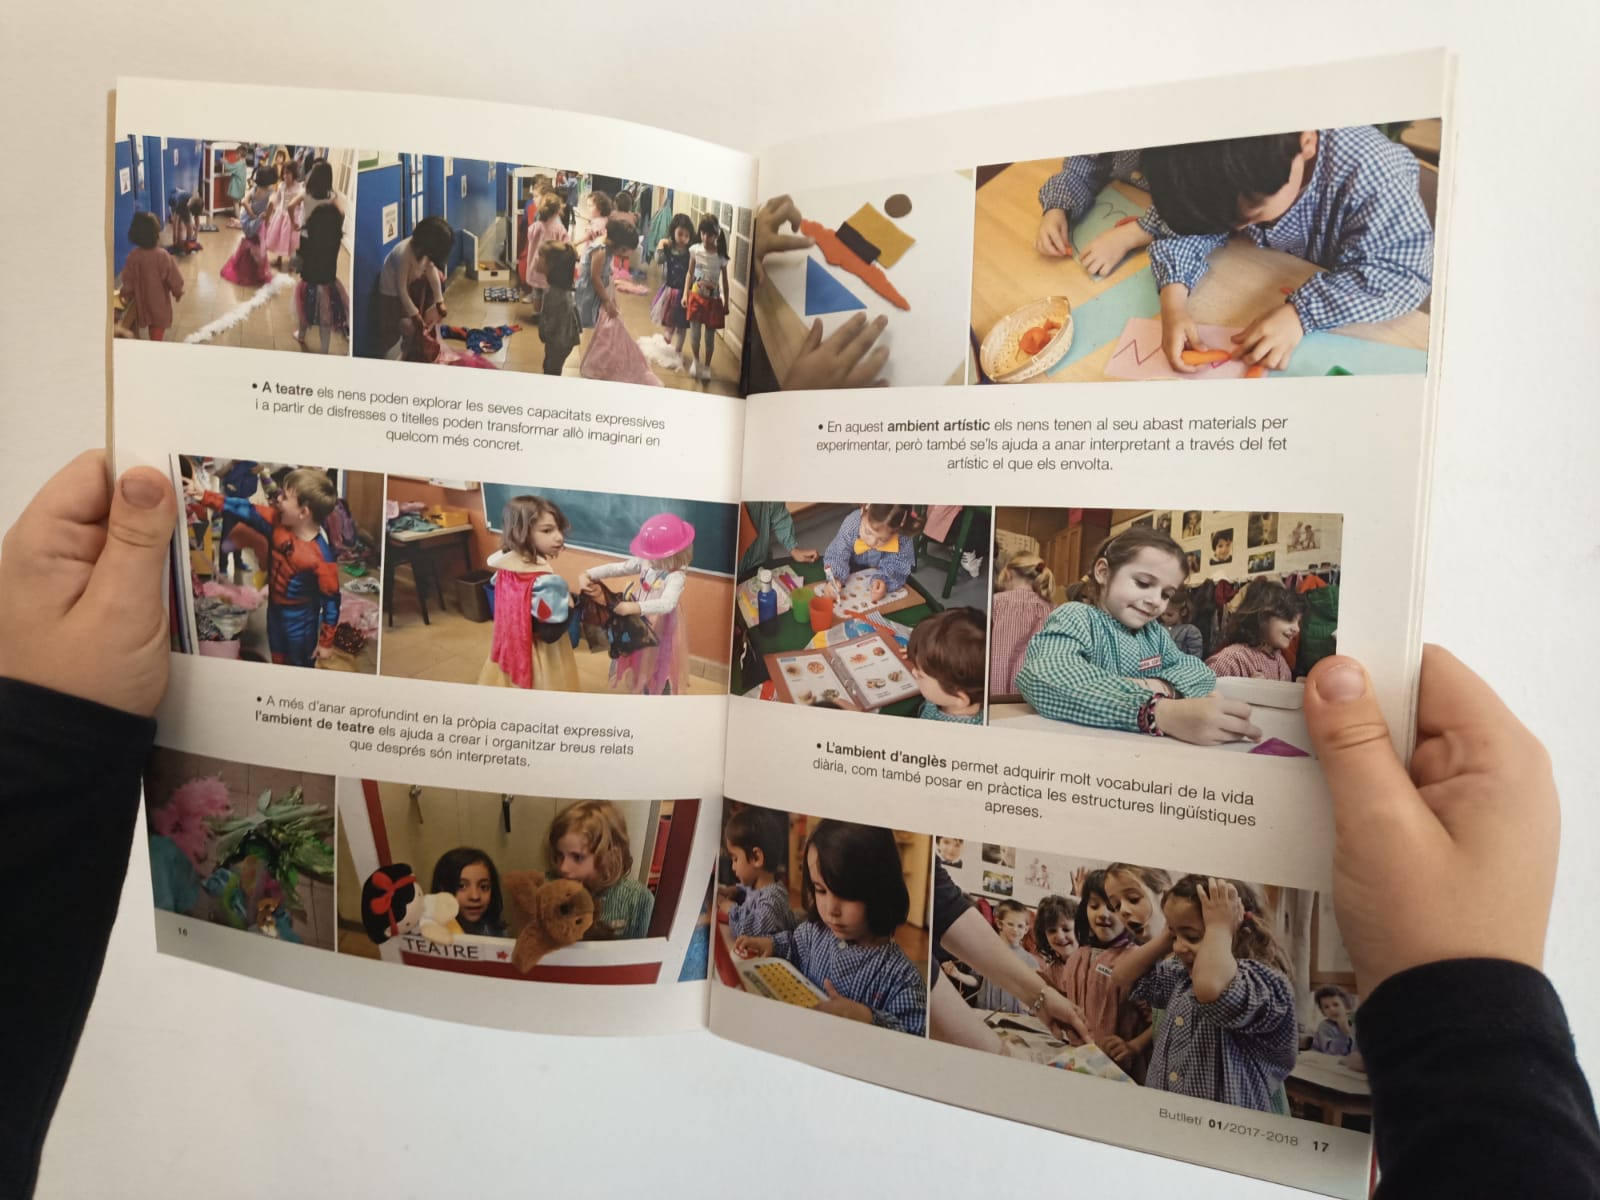 • A teatre els nens poden explorar les seves capacitats expressives
i a partir de disfresses o titelles poden transformar allò imaginari en
quelcom més concret.
• A més d'anar aprofundint en la pròpia capacitat expressiva,
l'ambient de teatre els ajuda a crear i organitzar breus relats
que després són interpretats.
TEATRE
16
• En aquest ambient artístic els nens tenen al seu abast materials per
experimentar, però també se'ls ajuda a anar interpretant a través del fet
artístic el que els envolta.
• L'ambient d'anglès permet adquirir molt vocabulari de la vida
diària, com també posar en pràctica les estructures lingüístiques
apreses.
Butlletí 01/2017-2018 17